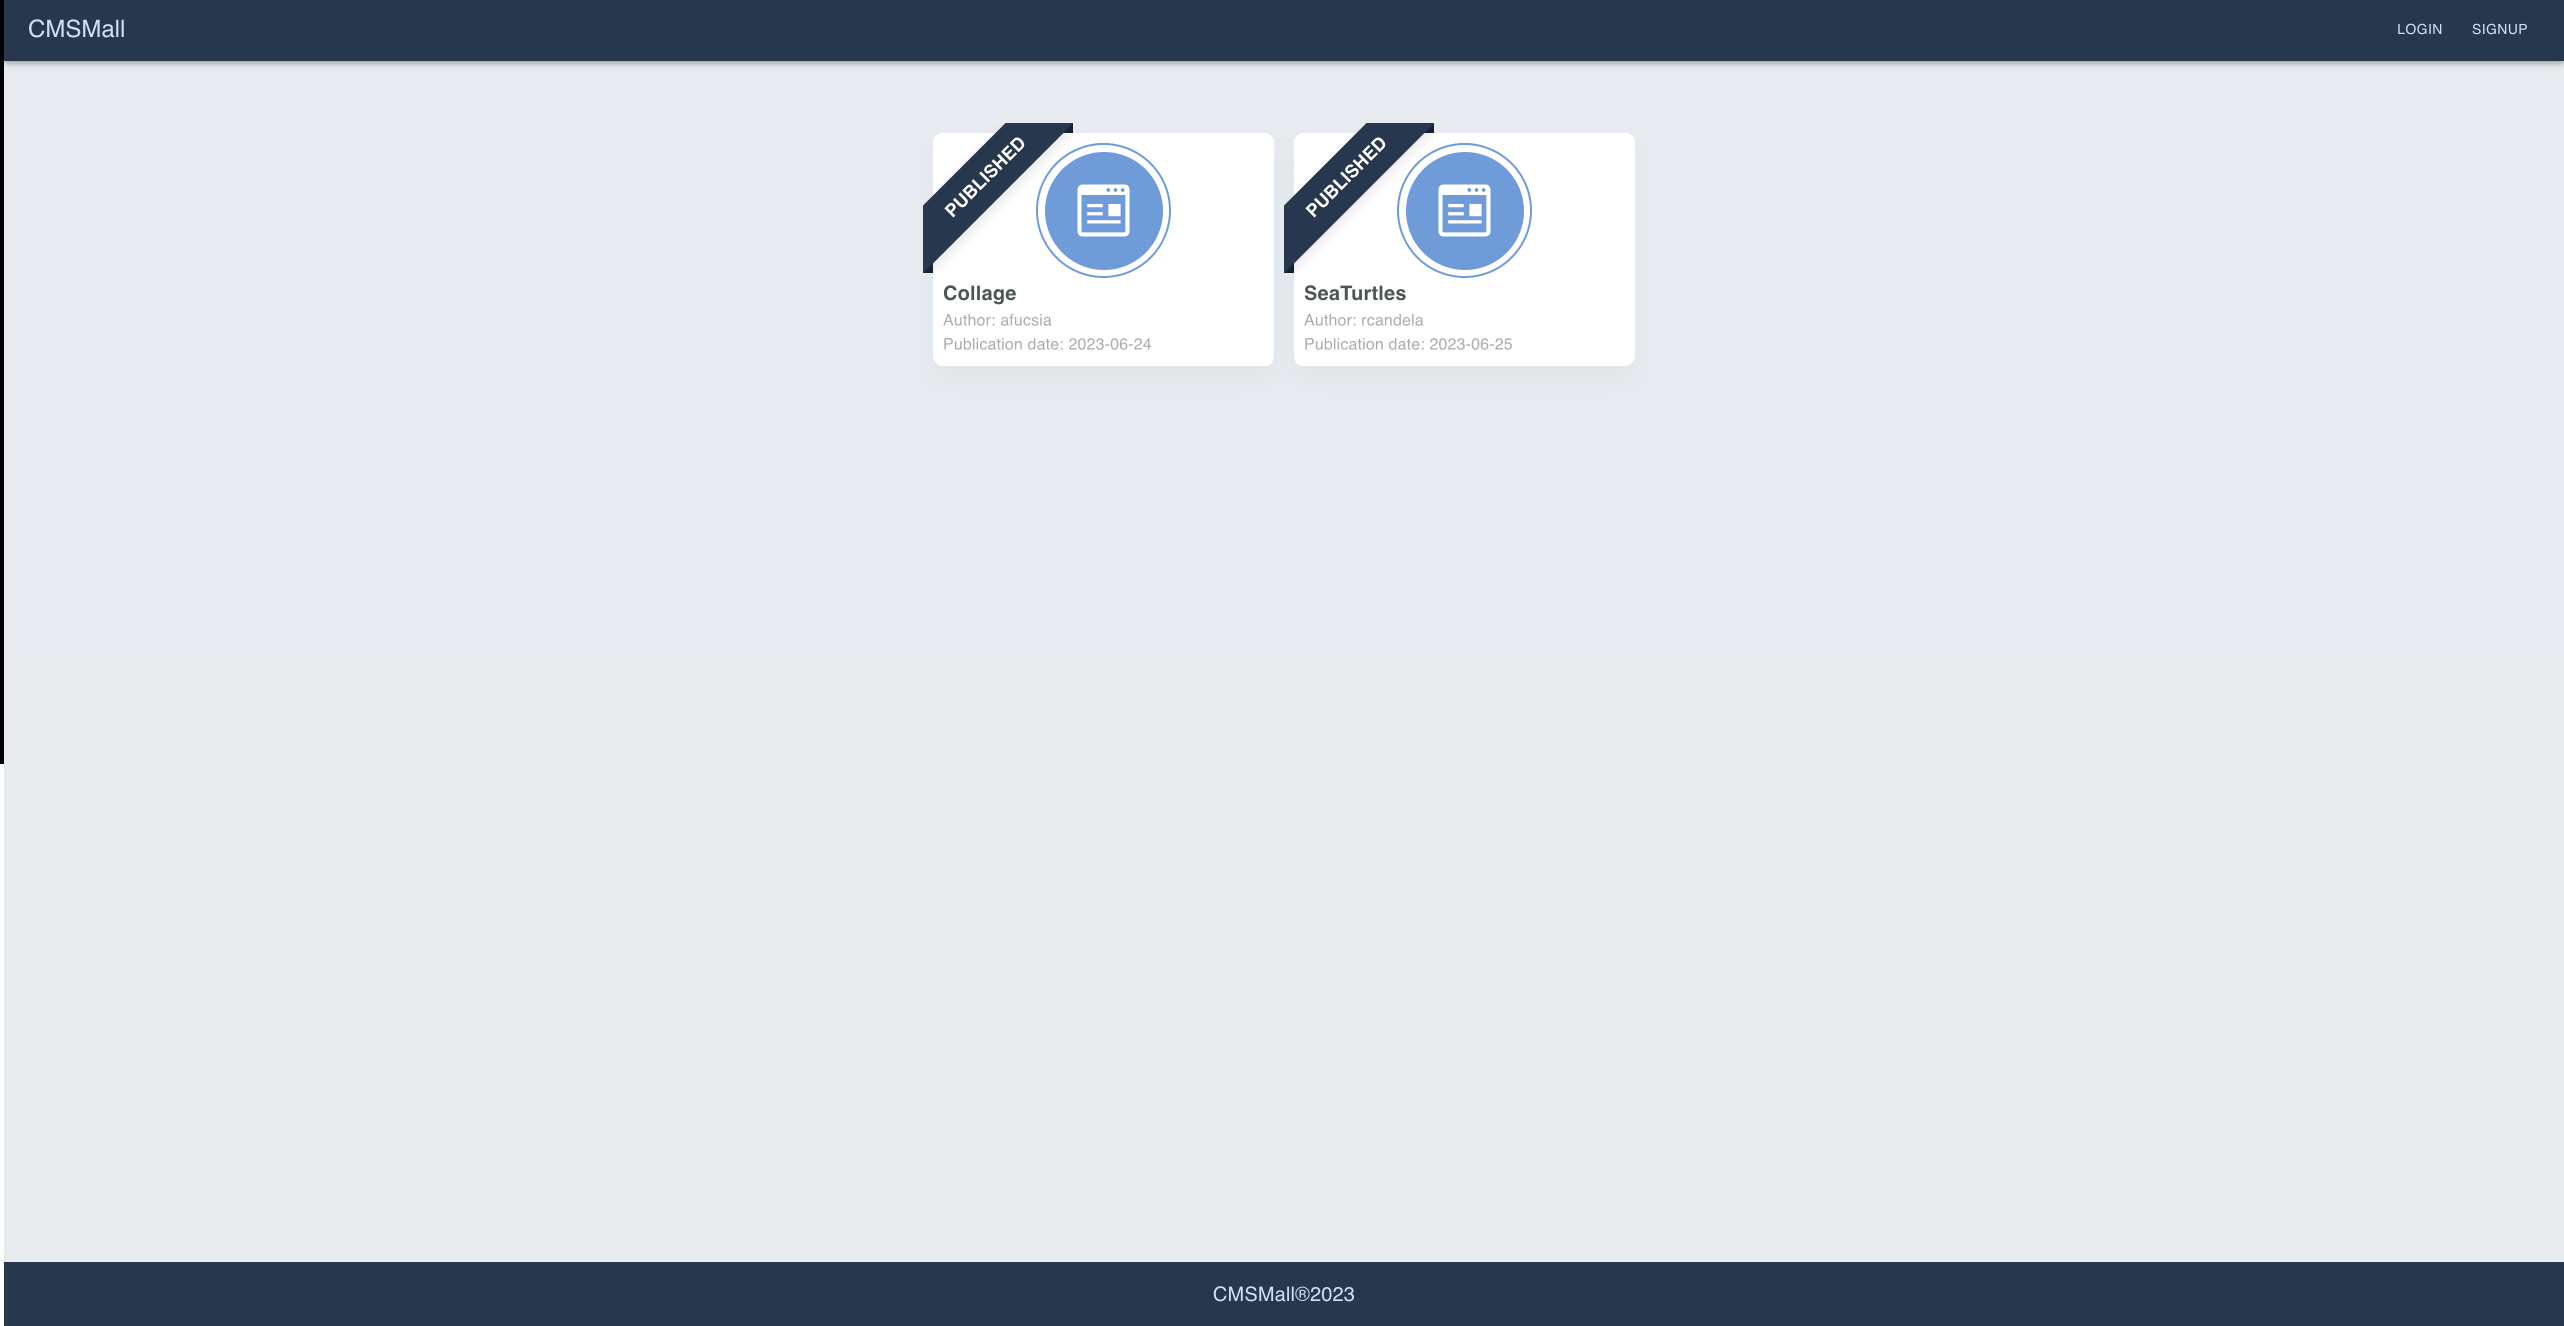 CMSMall
LOGIN
SIGNUP
PUBLISHED
Collage
Author: afucsia
Publication date: 2023-06-24
PUBLISHED
SeaTurtles
Author: rcandela
Publication date: 2023-06-25
CMSMall®2023